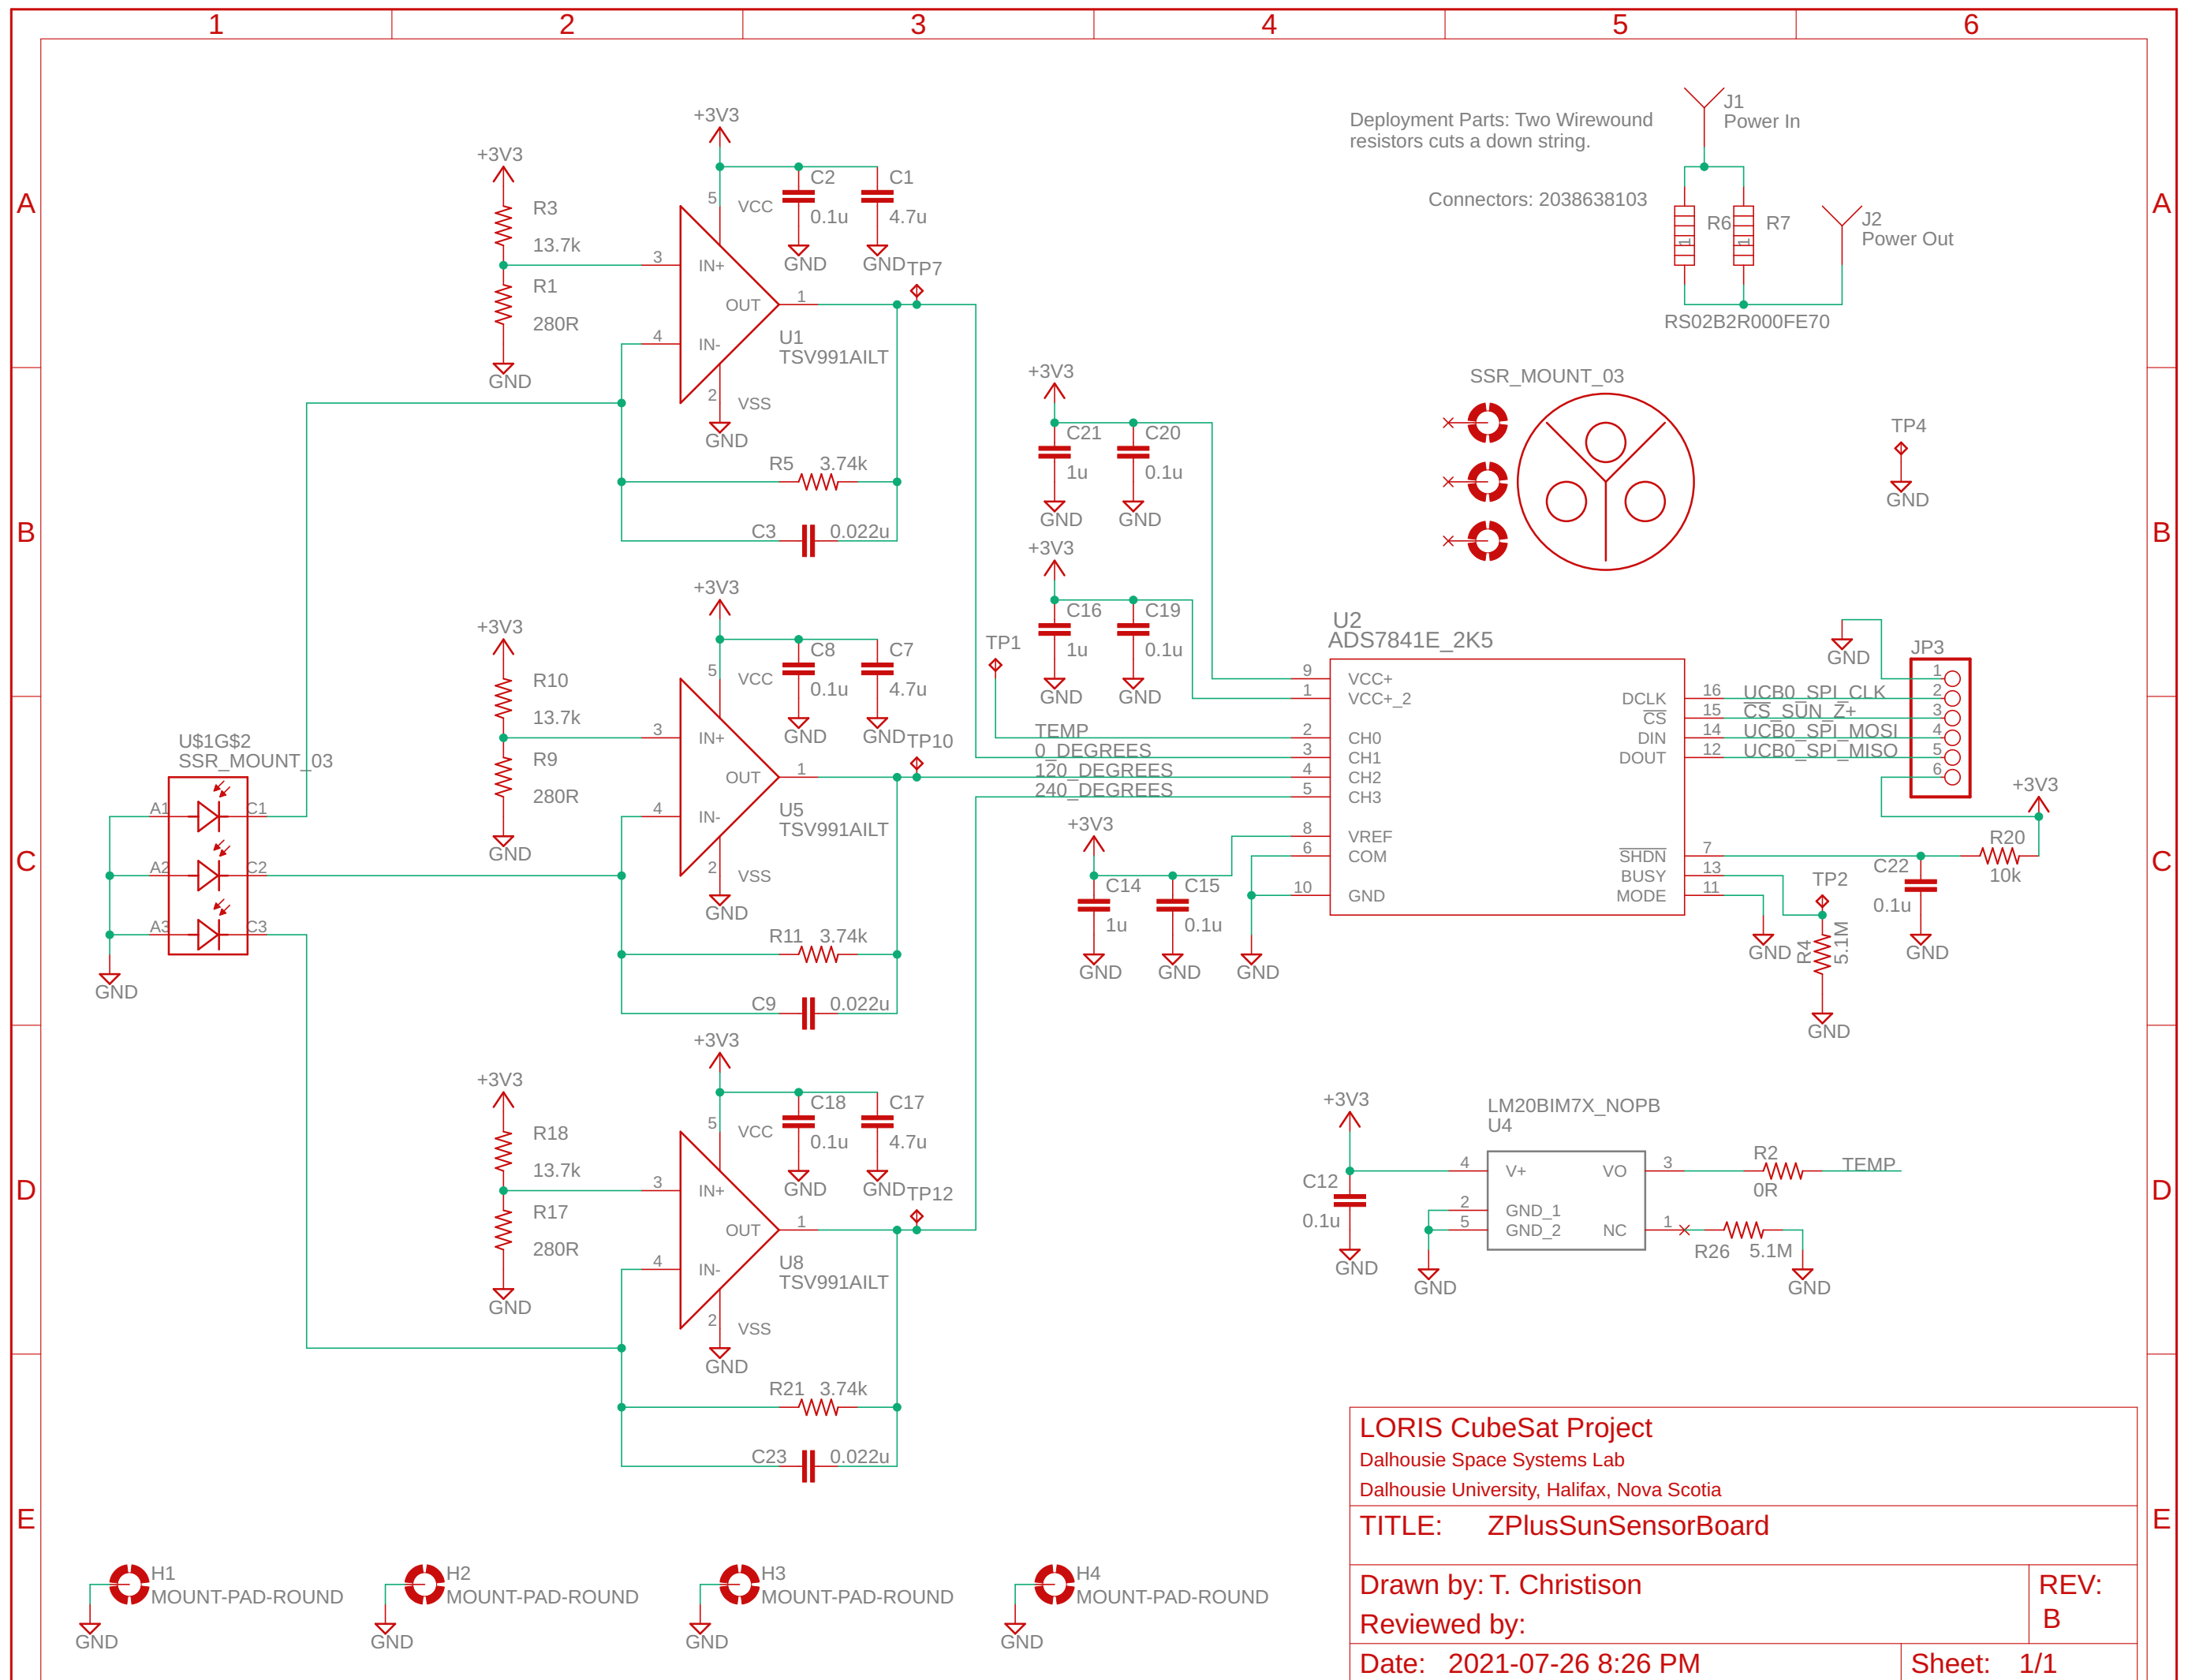 1 2 3 4 5 6
A A
B B
C C
D D
E E
+3V3
R3
13.7k
R1
280R
GND
+3V3
5 VCC
C2
0.1u
GND
C1
4.7u
GND
TP7
3 IN+
OUT 1
4 IN-
2 VSS
GND
U1
TSV991AILT
R5 3.74k
C3 0.022u
+3V3
R10
13.7k
R9
280R
GND
+3V3
5 VCC
C8
0.1u
GND
C7
4.7u
GND
TP10
3 IN+
OUT 1
4 IN-
2 VSS
GND
U5
TSV991AILT
R11 3.74k
C9 0.022u
U$1G$2
SSR_MOUNT_03
A1 C1
A2 C2
A3 C3
GND
+3V3
R18
13.7k
R17
280R
GND
+3V3
5 VCC
C18
0.1u
GND
C17
4.7u
GND
TP12
3 IN+
OUT 1
4 IN-
2 VSS
GND
U8
TSV991AILT
R21 3.74k
C23 0.022u
Deployment Parts: Two Wirewound
resistors cuts a down string.
Connectors: 2038638103
J1
Power In
R6
1
R7
1
J2
Power Out
RS02B2R000FE70
SSR_MOUNT_03
TP4
GND
+3V3
C21
1u
GND
C20
0.1u
GND
+3V3
C16
1u
GND
C19
0.1u
GND
TP1
TEMP
0_DEGREES
120_DEGREES
240_DEGREES
+3V3
C14
1u
GND
C15
0.1u
GND
GND
U2
ADS7841E_2K5
9 VCC+
1 VCC+_2
2 CH0
3 CH1
4 CH2
5 CH3
8 VREF
6 COM
10 GND
DCLK 16 UCB0_SPI_CLK
CS 15 CS_SUN_Z+
DIN 14 UCB0_SPI_MOSI
DOUT 12 UCB0_SPI_MISO
SHDN 7
BUSY 13
MODE 11
GND
JP3
1
2
3
4
5
6
+3V3
R20
10k
C22
0.1u
GND
TP2
GND
R4
5.1M
GND
+3V3
C12
0.1u
GND
LM20BIM7X_NOPB
U4
4 V+
2 GND_1
5 GND_2
VO 3
NC 1
GND
R2
0R
TEMP
R26 5.1M
GND
LORIS CubeSat Project
Dalhousie Space Systems Lab
Dalhousie University, Halifax, Nova Scotia
TITLE: ZPlusSunSensorBoard
Drawn by: T. Christison
Reviewed by:
REV:
B
Date: 2021-07-26 8:26 PM
Sheet: 1/1
H1
MOUNT-PAD-ROUND
GND
H2
MOUNT-PAD-ROUND
GND
H3
MOUNT-PAD-ROUND
GND
H4
MOUNT-PAD-ROUND
GND